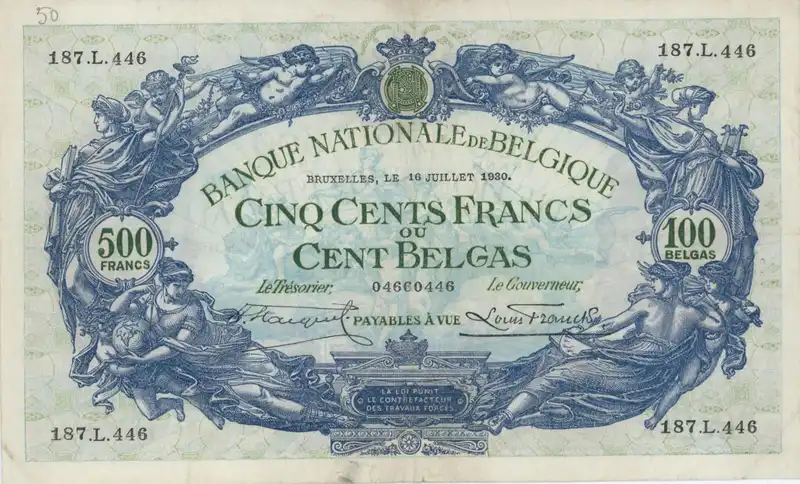 50
187.L.446
187.L.446
BANQUE NATIONALE DE BELGIQUE
BRUXELLES, LE 16 JUILLET 1930.
CINQ CENTS FRANCS
OU
CENT BELGAS
500
FRANCS
100
BELGAS
Le Trésorier,
04660446
Le Gouverneur,
PAYABLES À VUE
Louis Franck
LA LOI PUNIT
LE CONTREFACTEUR
DES TRAVAUX FORCÉS
187.L.446
187.L.446